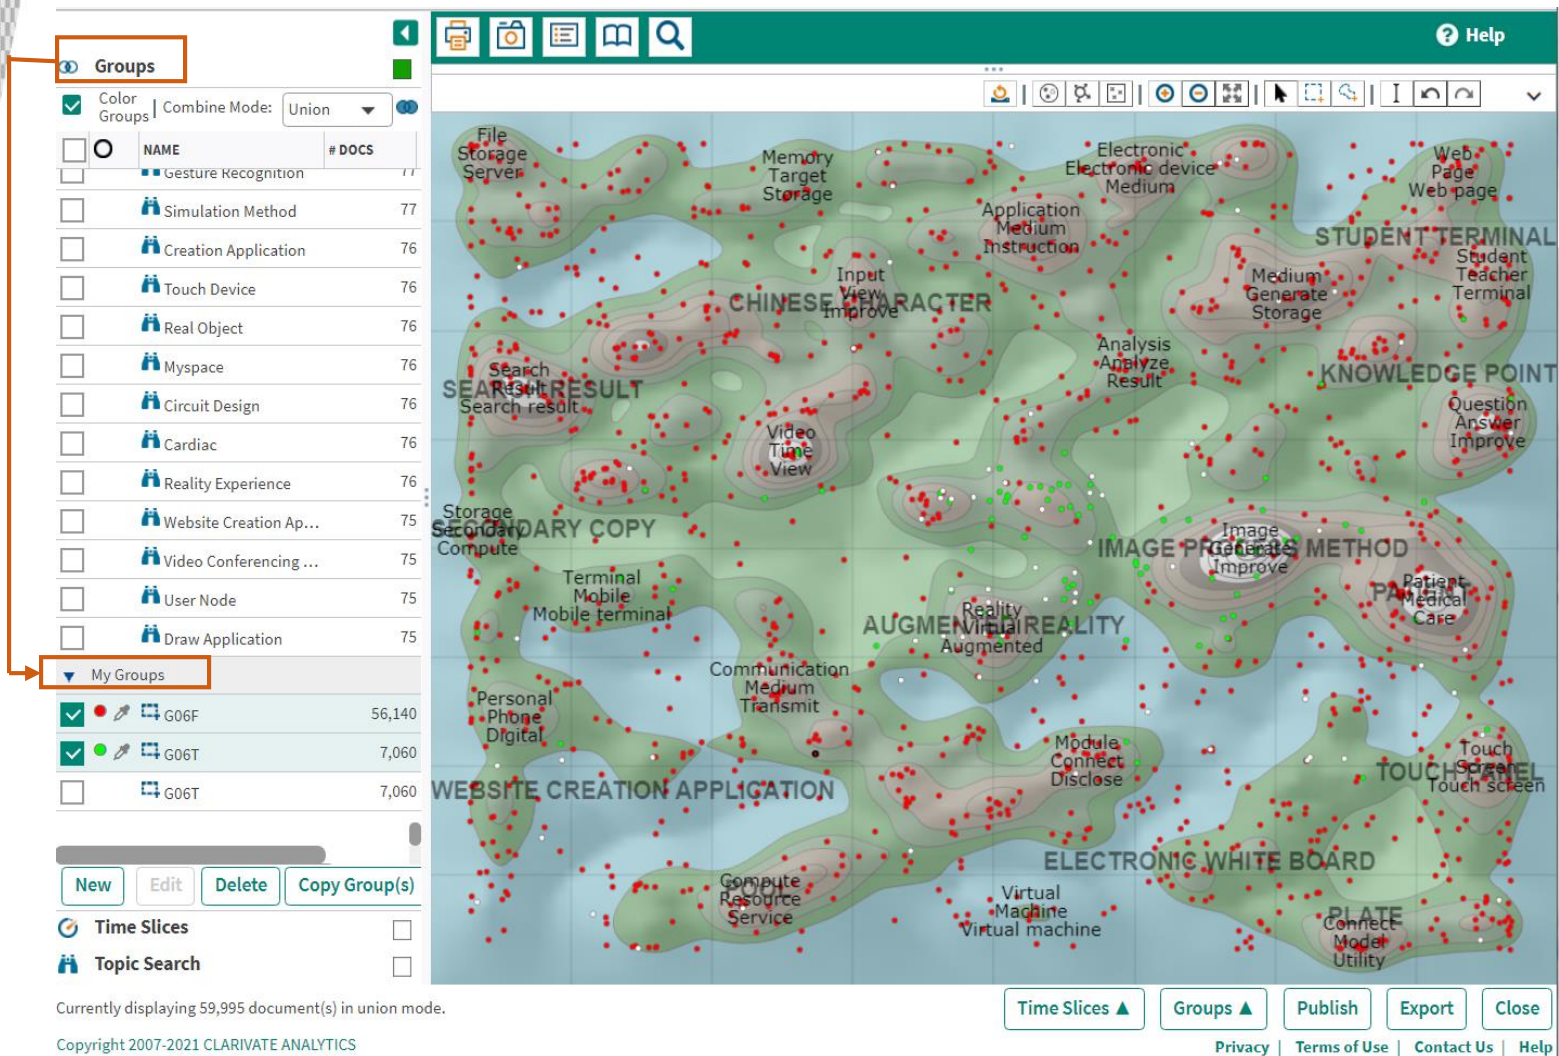 Groups
Help
Color Groups
Combine Mode:
Union
NAME
# DOCS
Gesture Recognition 77
Simulation Method 77
Creation Application 76
Touch Device 76
Real Object 76
Myspace 76
Circuit Design 76
Cardiac 76
Reality Experience 76
Website Creation Ap... 75
Video Conferencing ... 75
User Node 75
Draw Application 75
My Groups
G06F 56,140
G06T 7,060
G06T 7,060
New
Edit
Delete
Copy Group(s)
Time Slices
Topic Search
File
Storage
Server
Memory
Target
Storage
Electronic
Electronic device
Medium
Web
Page
Web page
Application
Medium
Instruction
STUDENT TERMINAL
Student
Teacher
Terminal
Input
View
Improve
CHINESE CHARACTER
Medium
Generate
Storage
Analysis
Analyze
Result
Search
Result
Search result
SEARCH RESULT
KNOWLEDGE POINT
Question
Answer
Improve
Video
Time
View
Storage
Secondary
Compute
SECONDARY COPY
Image
Generate
Improve
IMAGE PROCESS METHOD
Terminal
Mobile
Mobile terminal
Patient
Medical
Care
PATIENT
Reality
Virtual
Augmented
AUGMENTED REALITY
Communication
Medium
Transmit
Personal
Phone
Digital
Module
Connect
Disclose
Touch
Screen
Touch screen
TOUCH PANEL
WEBSITE CREATION APPLICATION
ELECTRONIC WHITE BOARD
Compute
Resource
Service
POOL
Virtual
Machine
Virtual machine
PLATE
Connect
Model
Utility
Currently displaying 59,995 document(s) in union mode.
Time Slices ▲
Groups ▲
Publish
Export
Close
Copyright 2007-2021 CLARIVATE ANALYTICS
Privacy | Terms of Use | Contact Us | Help